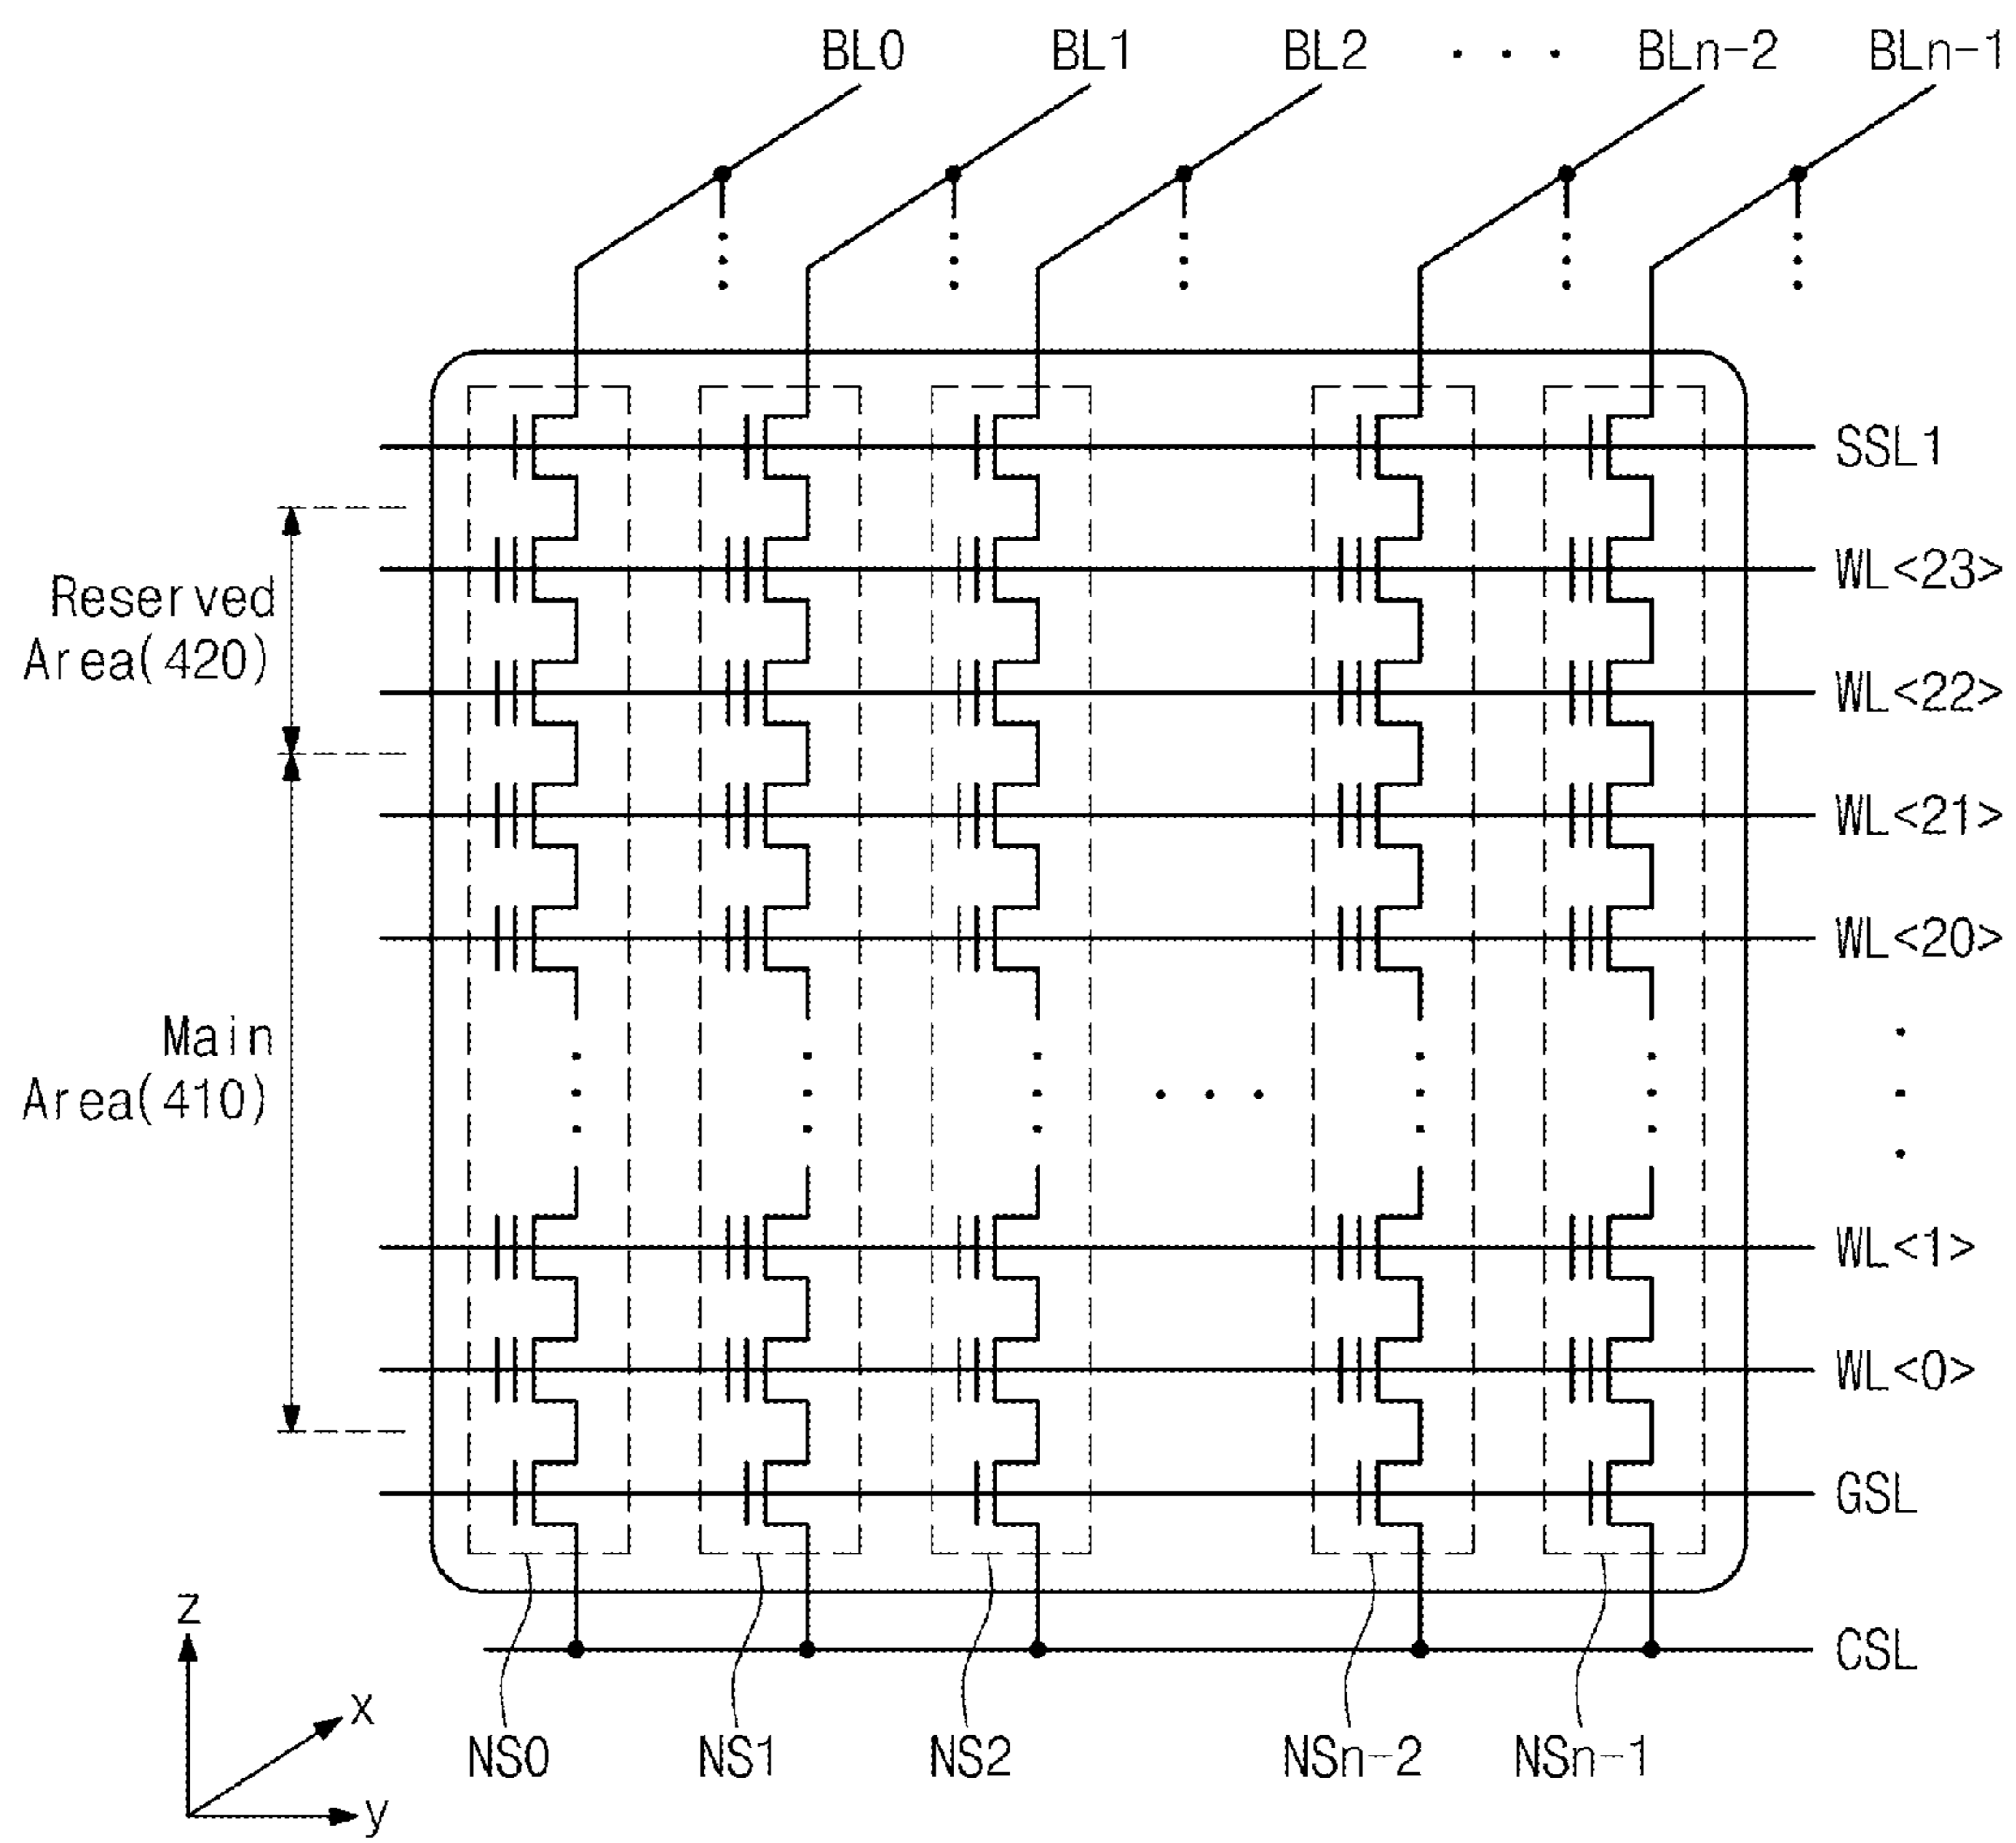 BL0 BL1 BL2 · · · BLn-2 BLn-1
SSL1
WL<23>
Reserved
Area(420)
WL<22>
WL<21>
WL<20>
Main
Area(410)
WL<1>
WL<0>
GSL
CSL
z
x
y
NS0 NS1 NS2 NSn-2 NSn-1